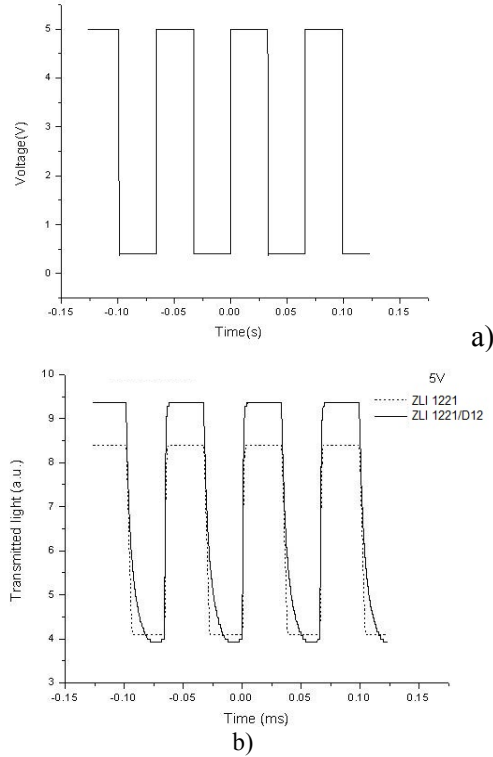 5
4
3
2
1
0
Voltage(V)
-0.15 -0.10 -0.05 0.00 0.05 0.10 0.15
Time(s)
a)
10
9
8
7
6
5
4
3
Transmitted light (a.u.)
5V
ZLI 1221
ZLI 1221/D12
-0.15 -0.10 -0.05 0.00 0.05 0.10 0.15
Time (ms)
b)